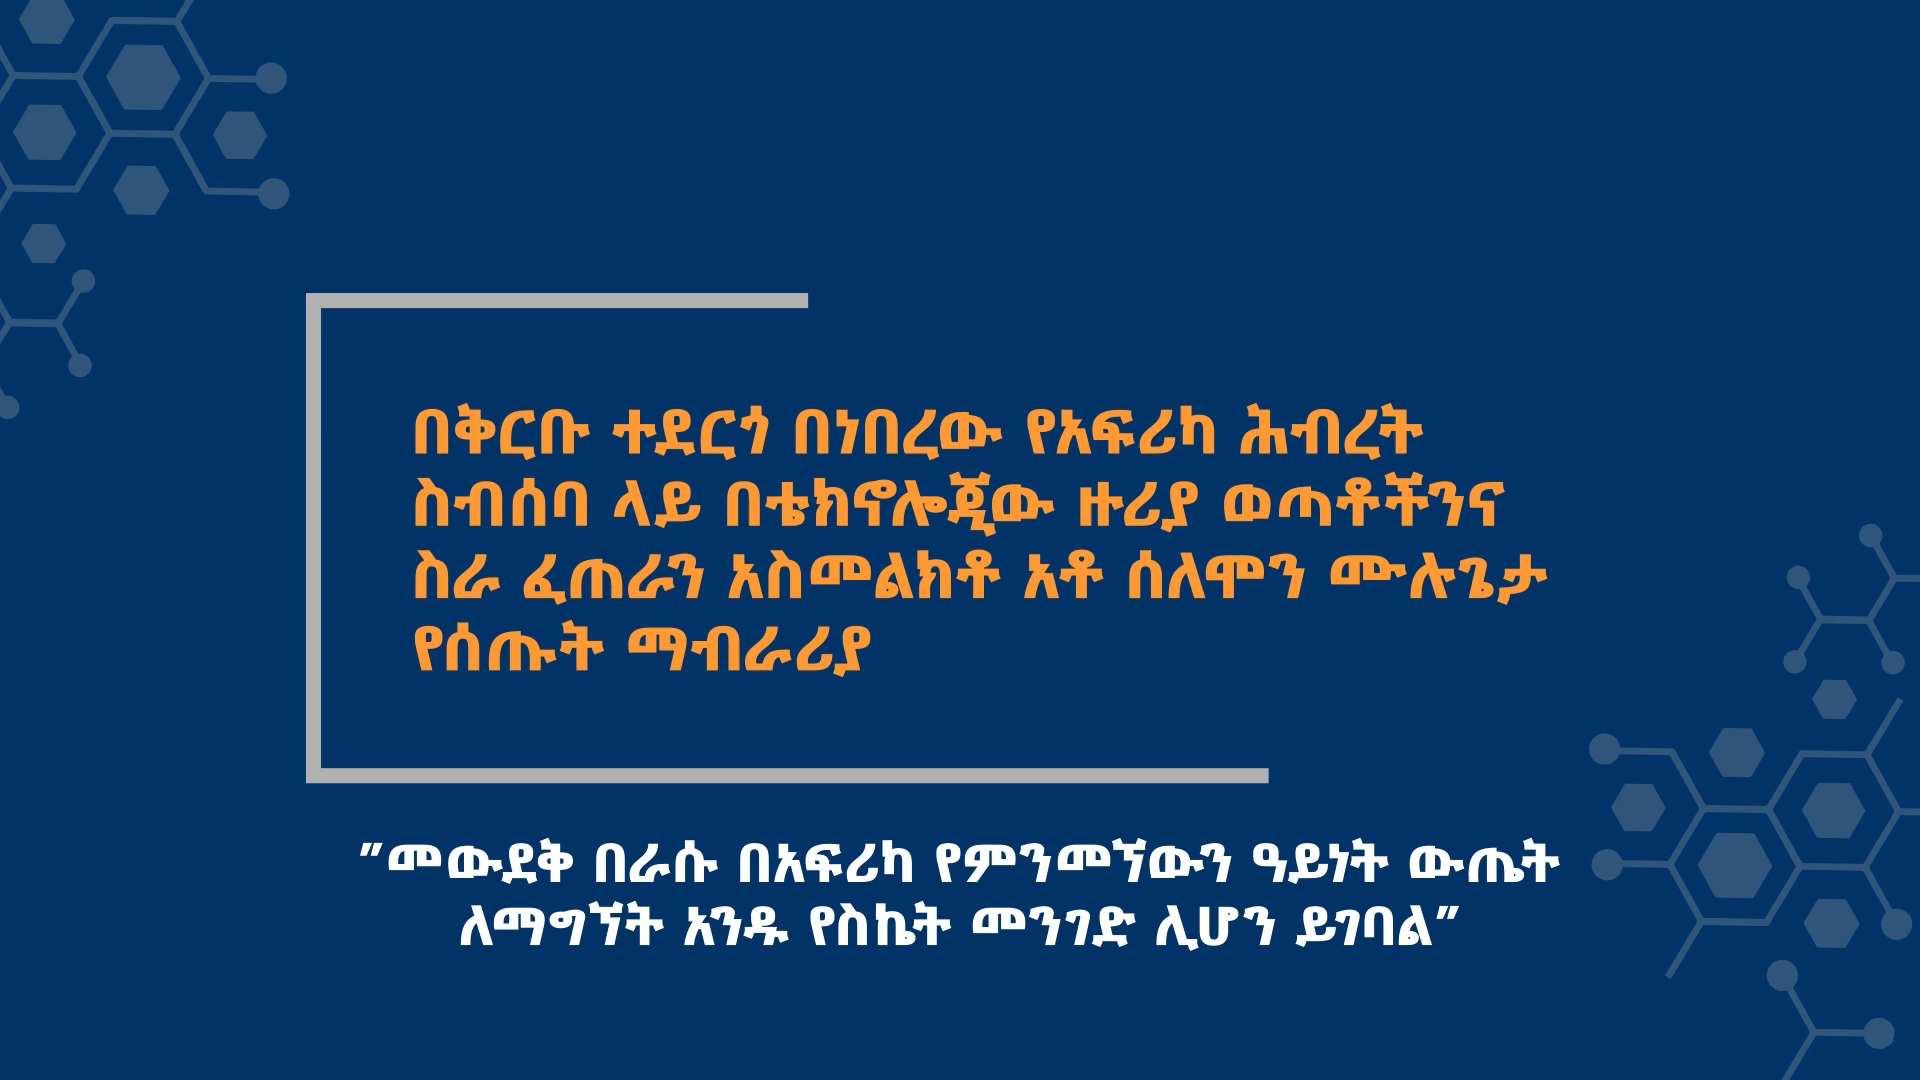 በቅርቡ ተደርጎ በነበረው የአፍሪካ ሕብረት
ስብሰባ ላይ በቴክኖሎጂው ዙሪያ ወጣቶችንና
ስራ ፈጠራን አስመልክቶ አቶ ሰለሞን ሙሉጌታ
የሰጡት ማብራሪያ
"መውደቅ በራሱ በአፍሪካ የምንመኘውን ዓይነት ውጤት
ለማግኘት አንዱ የስኬት መንገድ ሊሆን ይገባል"